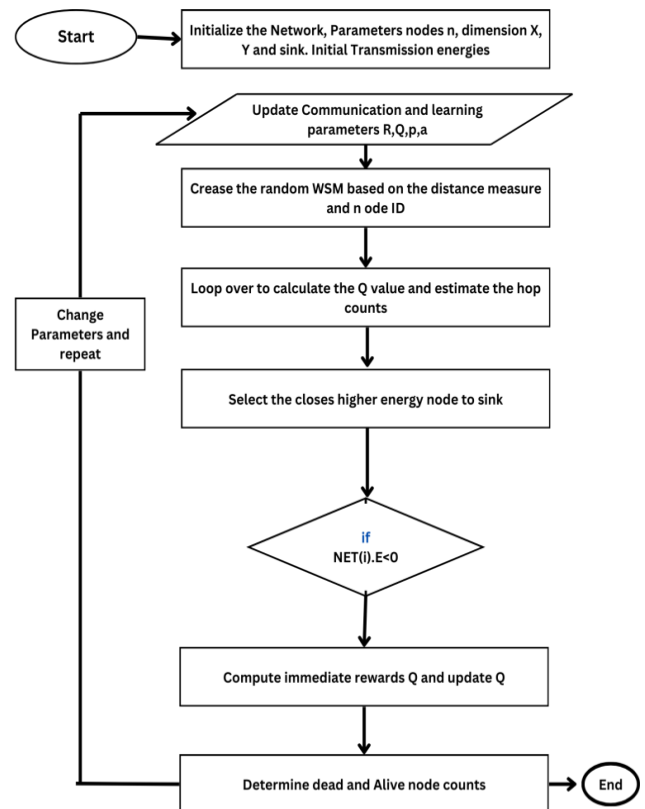 Start
Initialize the Network, Parameters nodes n, dimension X,
Y and sink. Initial Transmission energies
Update Communication and learning
parameters R,Q,p,a
Crease the random WSM based on the distance measure
and n ode ID
Loop over to calculate the Q value and estimate the hop
counts
Change
Parameters and
repeat
Select the closes higher energy node to sink
if
NET(i).E<0
Compute immediate rewards Q and update Q
Determine dead and Alive node counts
End